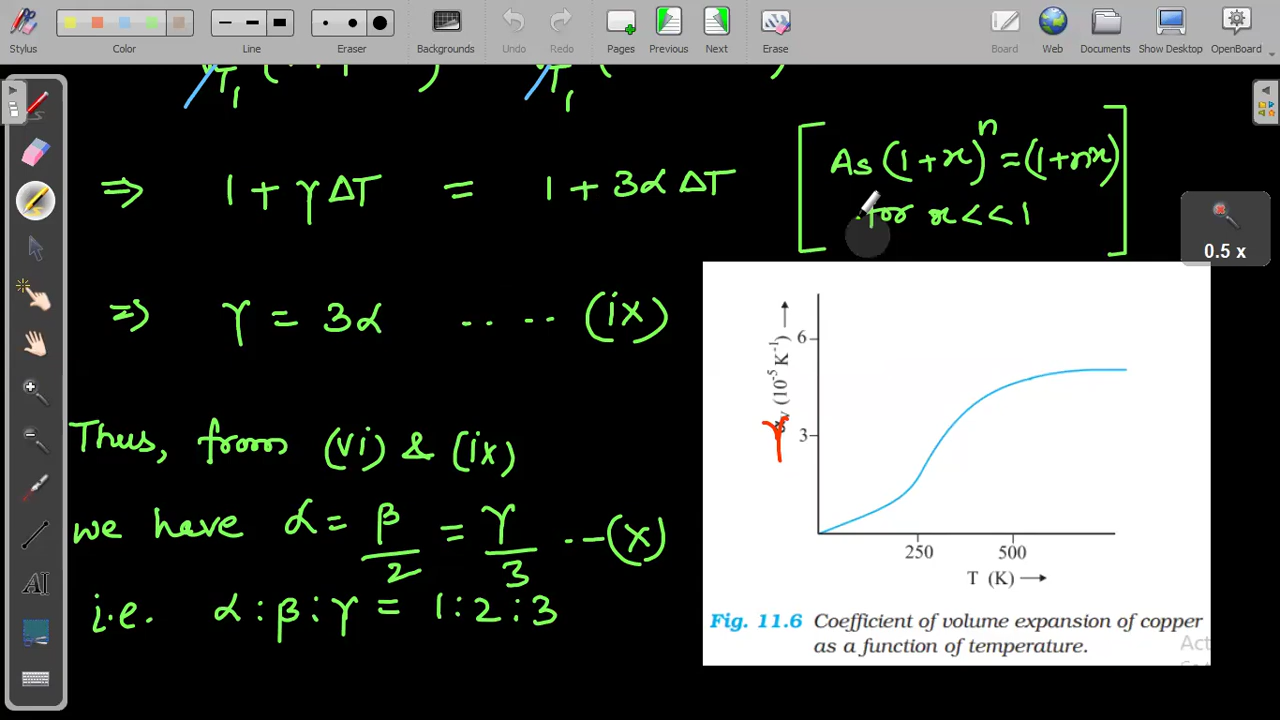 Stylus
Color
Line
Eraser
Backgrounds
Undo
Redo
Pages
Previous
Next
Erase
Board
Web
Documents
Show Desktop
OpenBoard
0.5 x
⇒ 1 + γΔT = 1 + 3αΔT
[As (1+x)ⁿ = (1+nx)
for x << 1]
⇒ γ = 3α ..... (ix)
Thus, from (vi) & (ix)
we have α = β/2 = γ/3 ...(x)
i.e. α : β : γ = 1 : 2 : 3
γ
(10⁻⁵ K⁻¹)
6
3
250 500
T (K)
Fig. 11.6 Coefficient of volume expansion of copper
as a function of temperature.